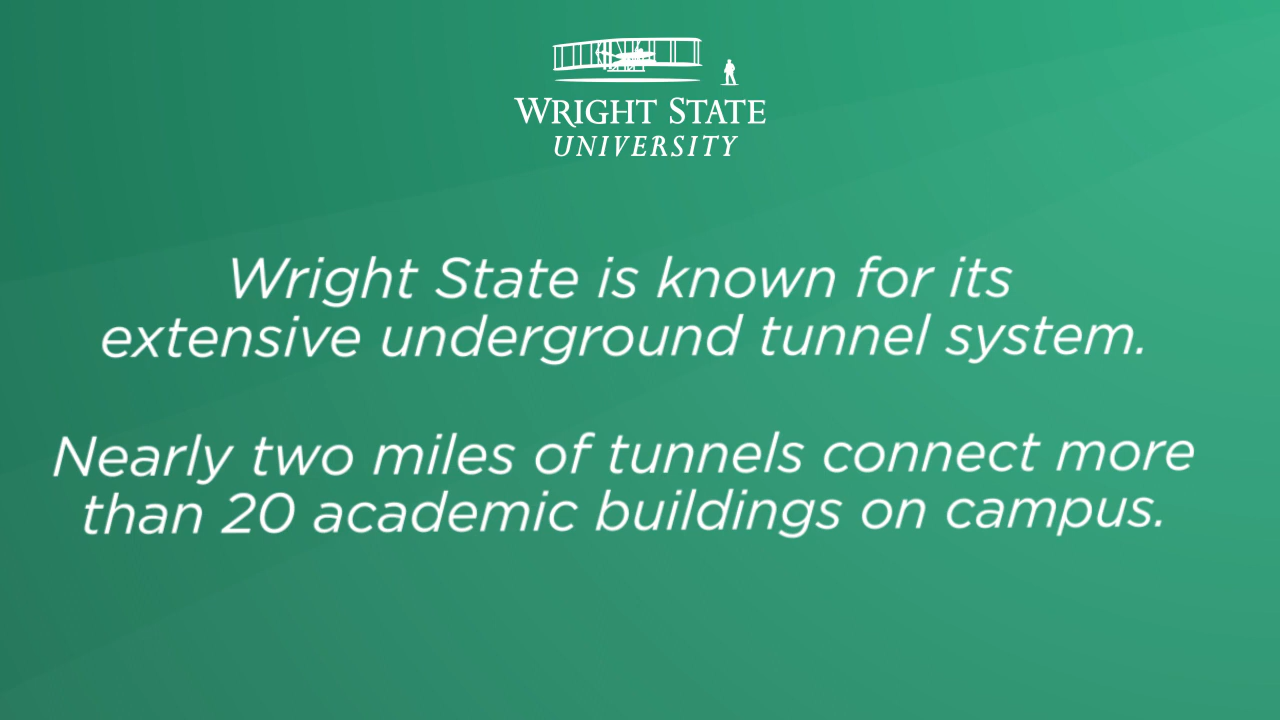 WRIGHT STATE
UNIVERSITY
Wright State is known for its
extensive underground tunnel system.
Nearly two miles of tunnels connect more
than 20 academic buildings on campus.